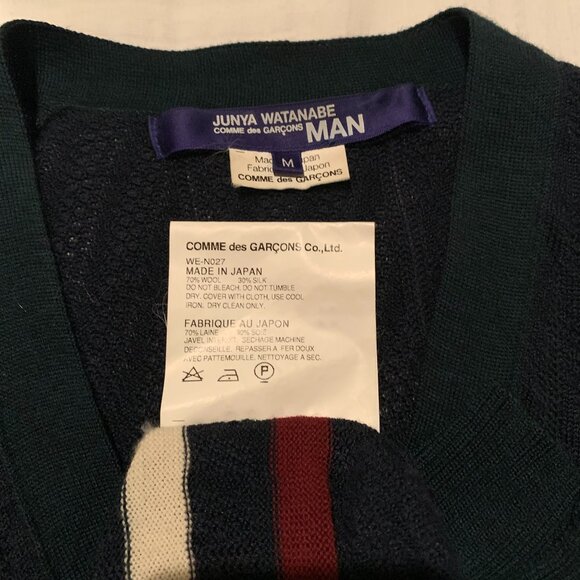 JUNYA WATANABE
COMME des GARÇONS MAN
Made Japan
M
Fabric Japon
COMME des GARÇONS
COMME des GARÇONS Co.,Ltd.
WE-N027
MADE IN JAPAN
70% WOOL 30% SILK
DO NOT BLEACH. DO NOT TUMBLE
DRY. COVER WITH CLOTH, USE COOL
IRON. DRY CLEAN ONLY.
FABRIQUE AU JAPON
70% LAINE 30% SOIE
JAVEL SECHAGE MACHINE
DECONSEILLE. REPASSER A FER DOUX
AVEC PATTEMOUILLE. NETTOYAGE A SEC.
P